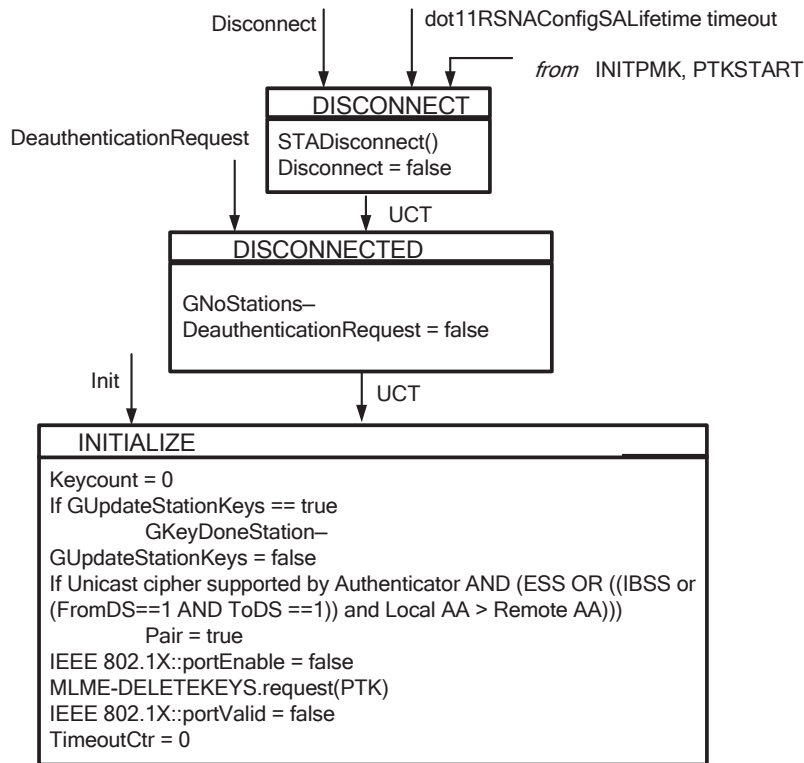 Disconnect
dot11RSNAConfigSALifetime timeout
from INITPMK, PTKSTART
DISCONNECT
DeauthenticationRequest
STADisconnect()
Disconnect = false
UCT
DISCONNECTED
GNoStations–
DeauthenticationRequest = false
Init
UCT
INITIALIZE
Keycount = 0
If GUpdateStationKeys == true
GKeyDoneStation–
GUpdateStationKeys = false
If Unicast cipher supported by Authenticator AND (ESS OR ((IBSS or
(FromDS==1 AND ToDS ==1)) and Local AA > Remote AA)))
Pair = true
IEEE 802.1X::portEnable = false
MLME-DELETEKEYS.request(PTK)
IEEE 802.1X::portValid = false
TimeoutCtr = 0